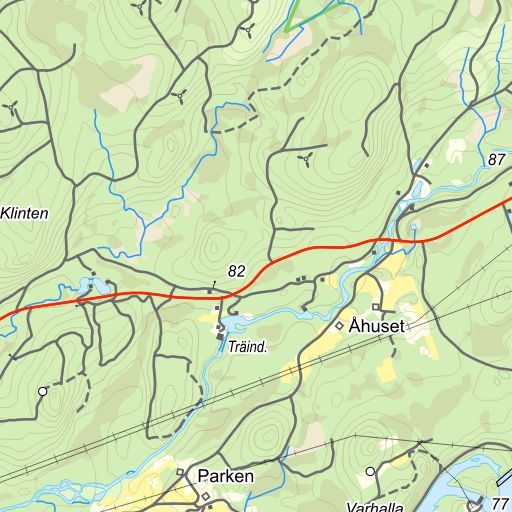 87
Klinten
82
Åhuset
Träind.
Parken
Varhalla
77